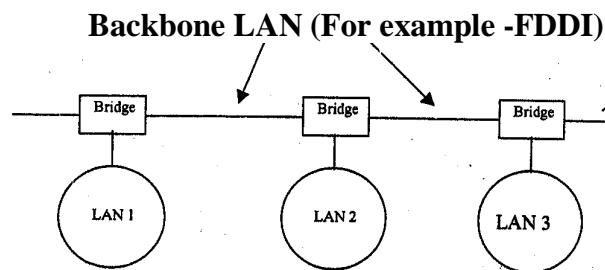 Backbone LAN (For example -FDDI)
Bridge
Bridge
Bridge
LAN 1
LAN 2
LAN 3